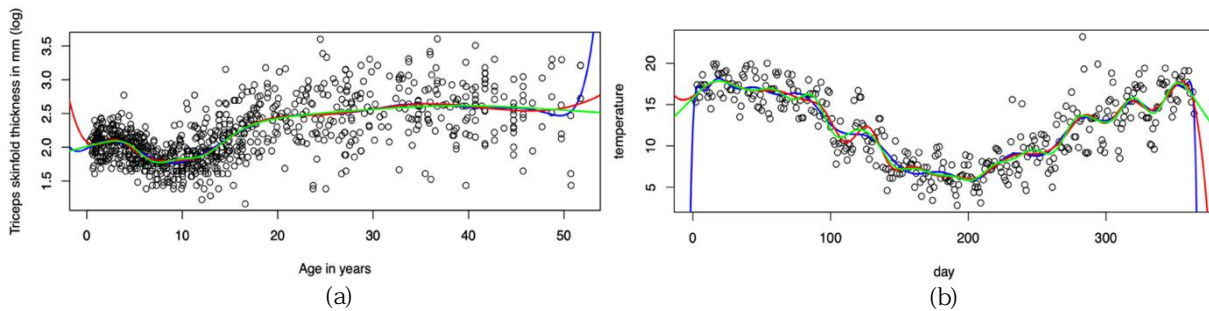 Triceps skinfold thickness in mm (log)
3.5
3.0
2.5
2.0
1.5
0 10 20 30 40 50
Age in years
(a)
temperature
20
15
10
5
0 100 200 300
day
(b)